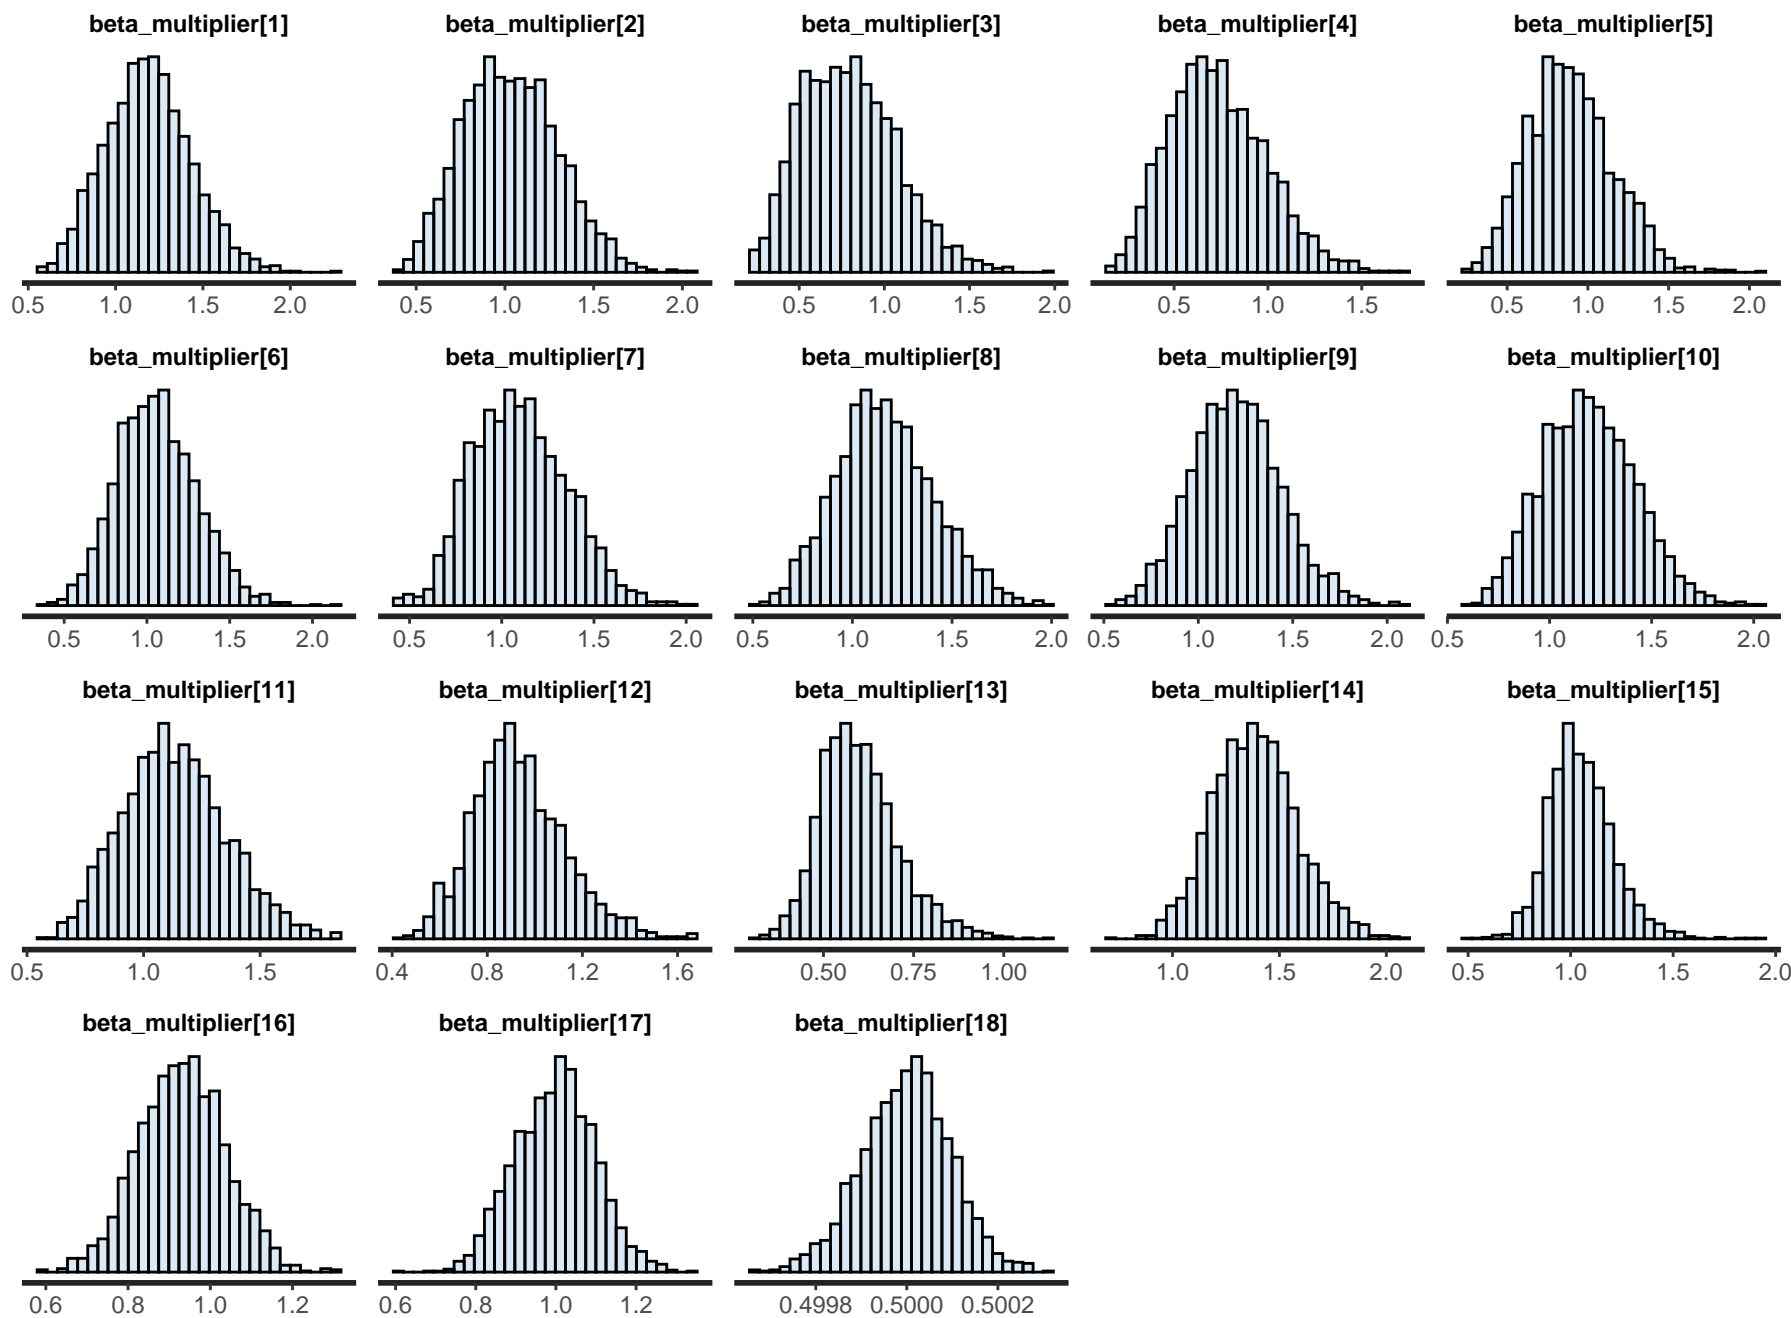 beta_multiplier[1] beta_multiplier[2] beta_multiplier[3] beta_multiplier[4] beta_multiplier[5]
0.5 1.0 1.5 2.0 0.5 1.0 1.5 2.0 0.5 1.0 1.5 2.0 0.5 1.0 1.5 0.5 1.0 1.5 2.0
beta_multiplier[6] beta_multiplier[7] beta_multiplier[8] beta_multiplier[9] beta_multiplier[10]
0.5 1.0 1.5 2.0 0.5 1.0 1.5 2.0 0.5 1.0 1.5 2.0 0.5 1.0 1.5 2.0 0.5 1.0 1.5 2.0
beta_multiplier[11] beta_multiplier[12] beta_multiplier[13] beta_multiplier[14] beta_multiplier[15]
0.5 1.0 1.5 0.4 0.8 1.2 1.6 0.50 0.75 1.00 1.0 1.5 2.0 0.5 1.0 1.5 2.0
beta_multiplier[16] beta_multiplier[17] beta_multiplier[18]
0.6 0.8 1.0 1.2 0.6 0.8 1.0 1.2 0.4998 0.5000 0.5002